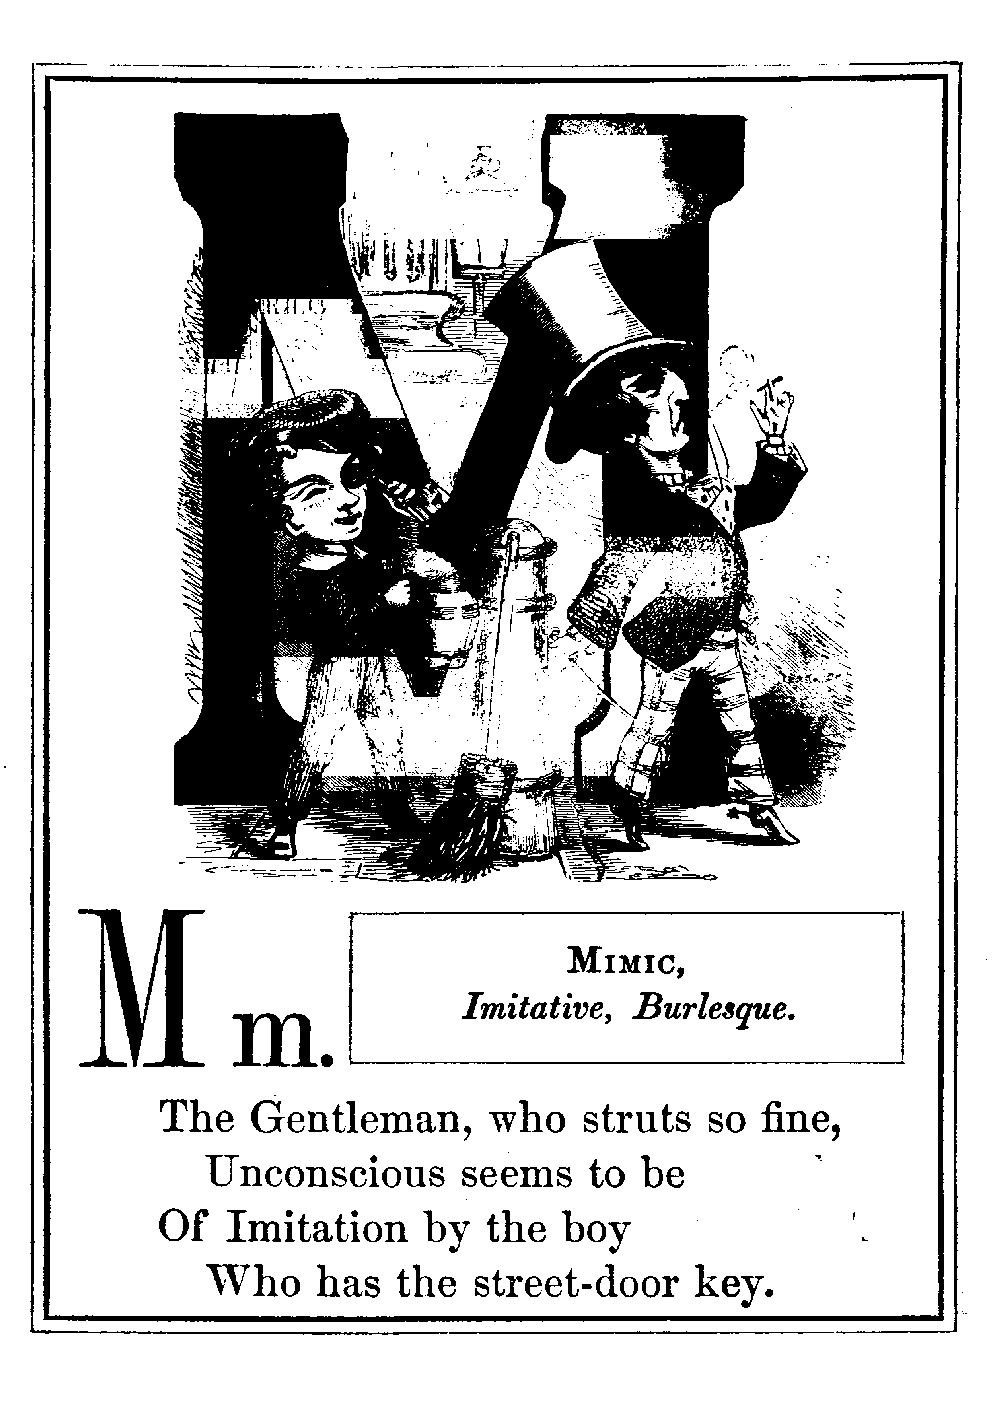 M m.
MIMIC,
Imitative, Burlesque.
The Gentleman, who struts so fine,
Unconscious seems to be
Of Imitation by the boy
Who has the street-door key.